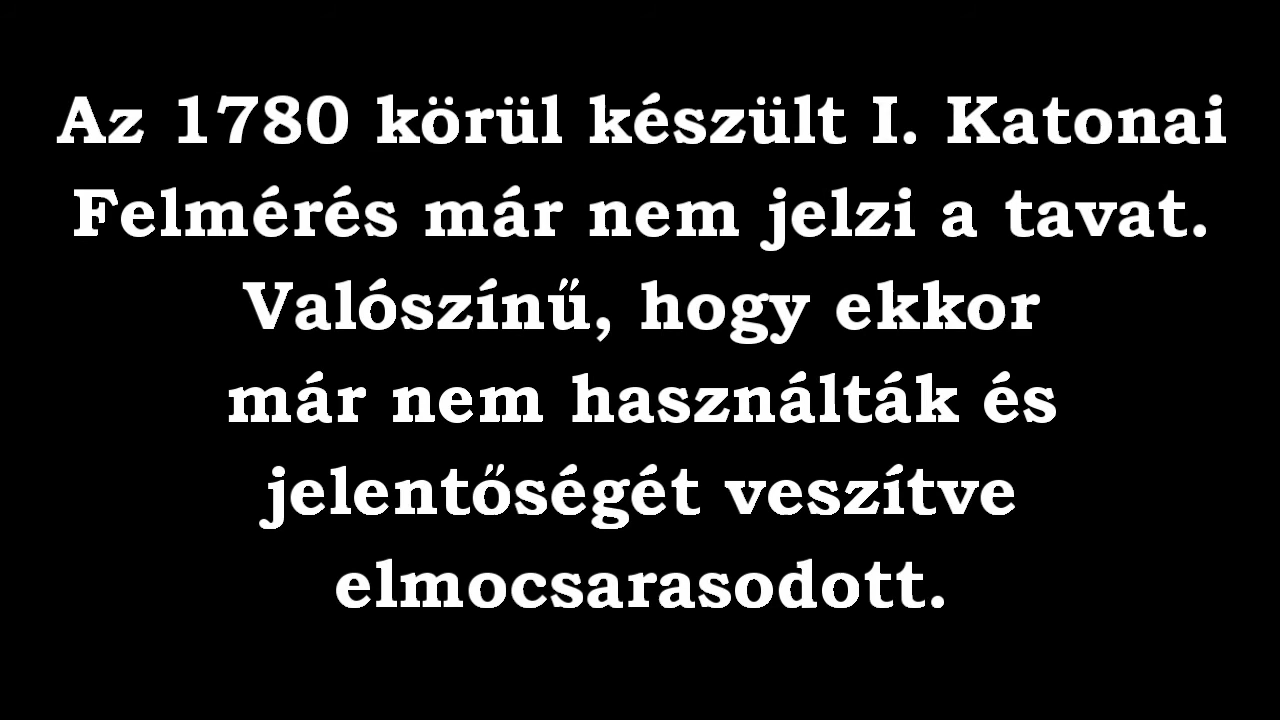 Az 1780 körül készült I. Katonai
Felmérés már nem jelzi a tavat.
Valószínű, hogy ekkor
már nem használták és
jelentőségét veszítve
elmocsarasodott.